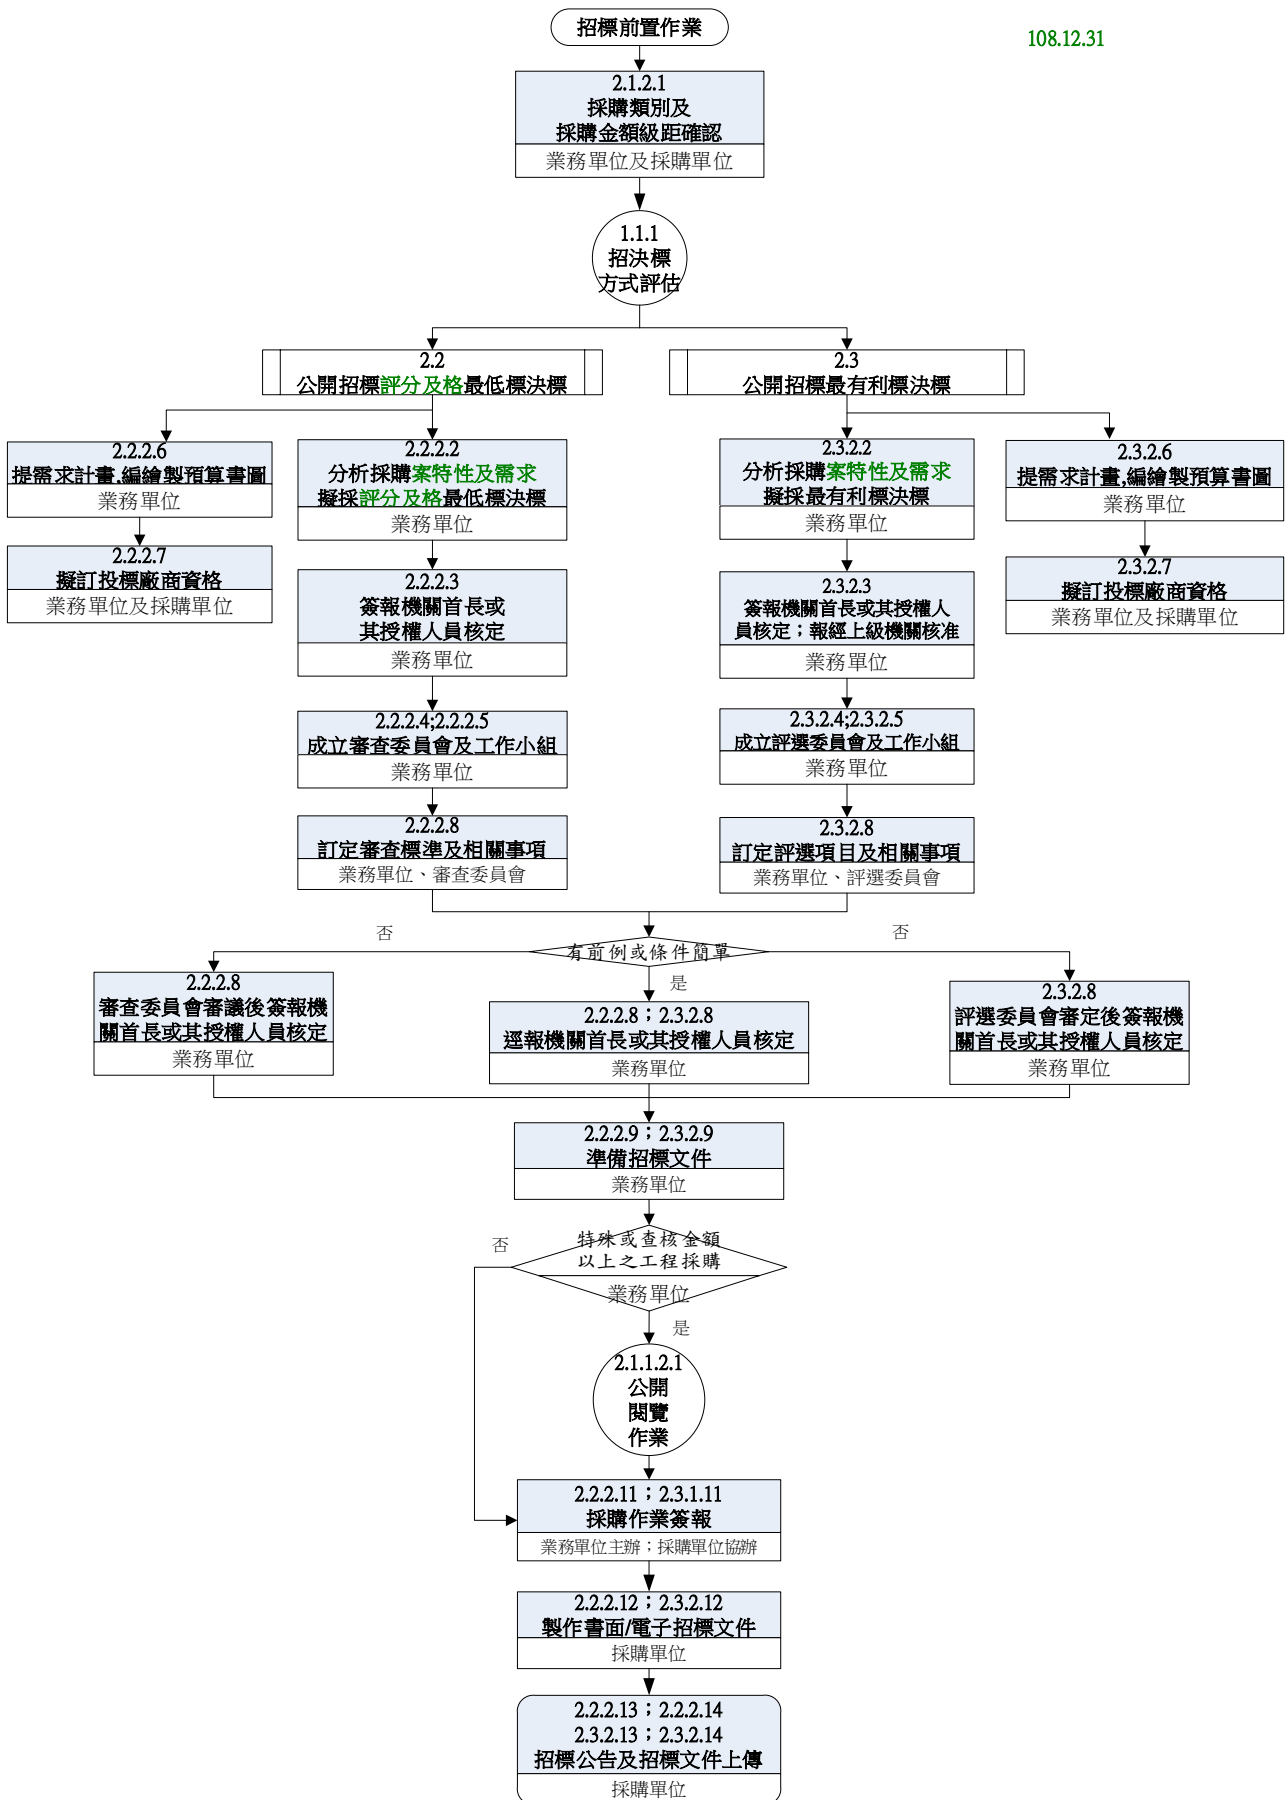 招標前置作業
108.12.31
2.1.2.1
採購類別及
採購金額級距確認
業務單位及採購單位
1.1.1
招決標
方式評估
2.2
公開招標評分及格最低標決標
2.3
公開招標最有利標決標
2.2.2.6
提需求計畫,編繪製預算書圖
業務單位
2.2.2.7
擬訂投標廠商資格
業務單位及採購單位
2.2.2.2
分析採購案特性及需求
擬採評分及格最低標決標
業務單位
2.2.2.3
簽報機關首長或
其授權人員核定
業務單位
2.2.2.4;2.2.2.5
成立審查委員會及工作小組
業務單位
2.2.2.8
訂定審查標準及相關事項
業務單位、審查委員會
2.3.2.2
分析採購案特性及需求
擬採最有利標決標
業務單位
2.3.2.3
簽報機關首長或其授權人
員核定；報經上級機關核准
業務單位
2.3.2.4;2.3.2.5
成立評選委員會及工作小組
業務單位
2.3.2.8
訂定評選項目及相關事項
業務單位、評選委員會
2.3.2.6
提需求計畫,編繪製預算書圖
業務單位
2.3.2.7
擬訂投標廠商資格
業務單位及採購單位
否
有前例或條件簡單
否
是
2.2.2.8
審查委員會審議後簽報機
關首長或其授權人員核定
業務單位
2.2.2.8；2.3.2.8
逕報機關首長或其授權人員核定
業務單位
2.3.2.8
評選委員會審定後簽報機
關首長或其授權人員核定
業務單位
2.2.2.9；2.3.2.9
準備招標文件
業務單位
否
特殊或查核金額
以上之工程採購
業務單位
是
2.1.1.2.1
公開
閱覽
作業
2.2.2.11；2.3.1.11
採購作業簽報
業務單位主辦；採購單位協辦
2.2.2.12；2.3.2.12
製作書面/電子招標文件
採購單位
2.2.2.13；2.2.2.14
2.3.2.13；2.3.2.14
招標公告及招標文件上傳
採購單位